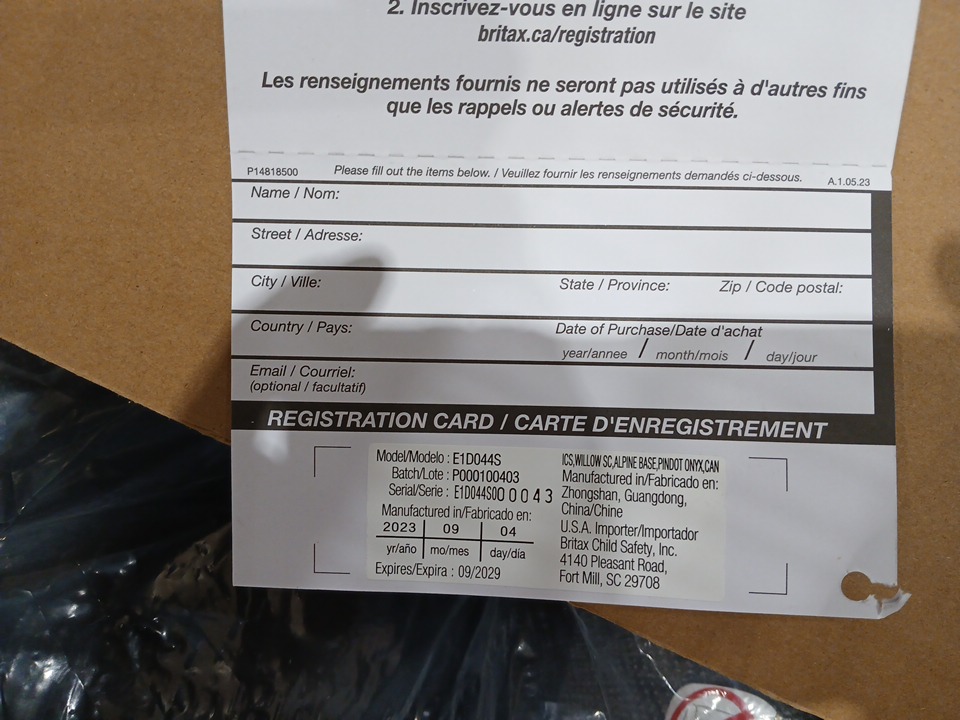 2. Inscrivez-vous en ligne sur le site
britax.ca/registration
Les renseignements fournis ne seront pas utilisés à d'autres fins
que les rappels ou alertes de sécurité.
P14818500 Please fill out the items below. / Veuillez fournir les renseignements demandés ci-dessous. A.1.05.23
Name / Nom:
Street / Adresse:
City / Ville: State / Province: Zip / Code postal:
Country / Pays: Date of Purchase/Date d'achat
year/annee / month/mois / day/jour
Email / Courriel:
(optional / facultatif)
REGISTRATION CARD / CARTE D'ENREGISTREMENT
Model/Modelo : E1D044S
Batch/Lote : P000100403
Serial/Serie : E1D044S0000043
Manufactured in/Fabricado en:
2023 09 04
yr/año mo/mes day/día
Expires/Expira : 09/2029
ICS,WILLOW SC,ALPINE BASE,PINDOT ONYX,CAN
Manufactured in/Fabricado en:
Zhongshan, Guangdong,
China/Chine
U.S.A. Importer/Importador
Britax Child Safety, Inc.
4140 Pleasant Road,
Fort Mill, SC 29708